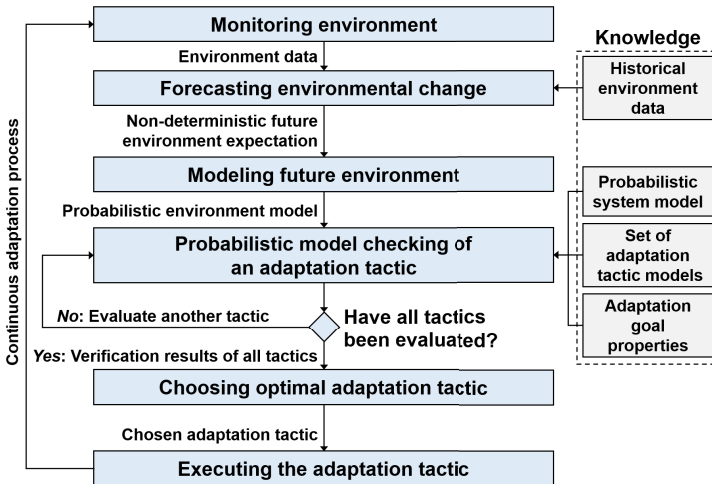 Monitoring environment
Environment data
Forecasting environmental change
Non-deterministic future
environment expectation
Modeling future environment
Probabilistic environment model
Probabilistic model checking of
an adaptation tactic
No: Evaluate another tactic
Have all tactics
been evaluated?
Yes: Verification results of all tactics
Choosing optimal adaptation tactic
Chosen adaptation tactic
Executing the adaptation tactic
Continuous adaptation process
Knowledge
Historical
environment
data
Probabilistic
system model
Set of
adaptation
tactic models
Adaptation
goal
properties